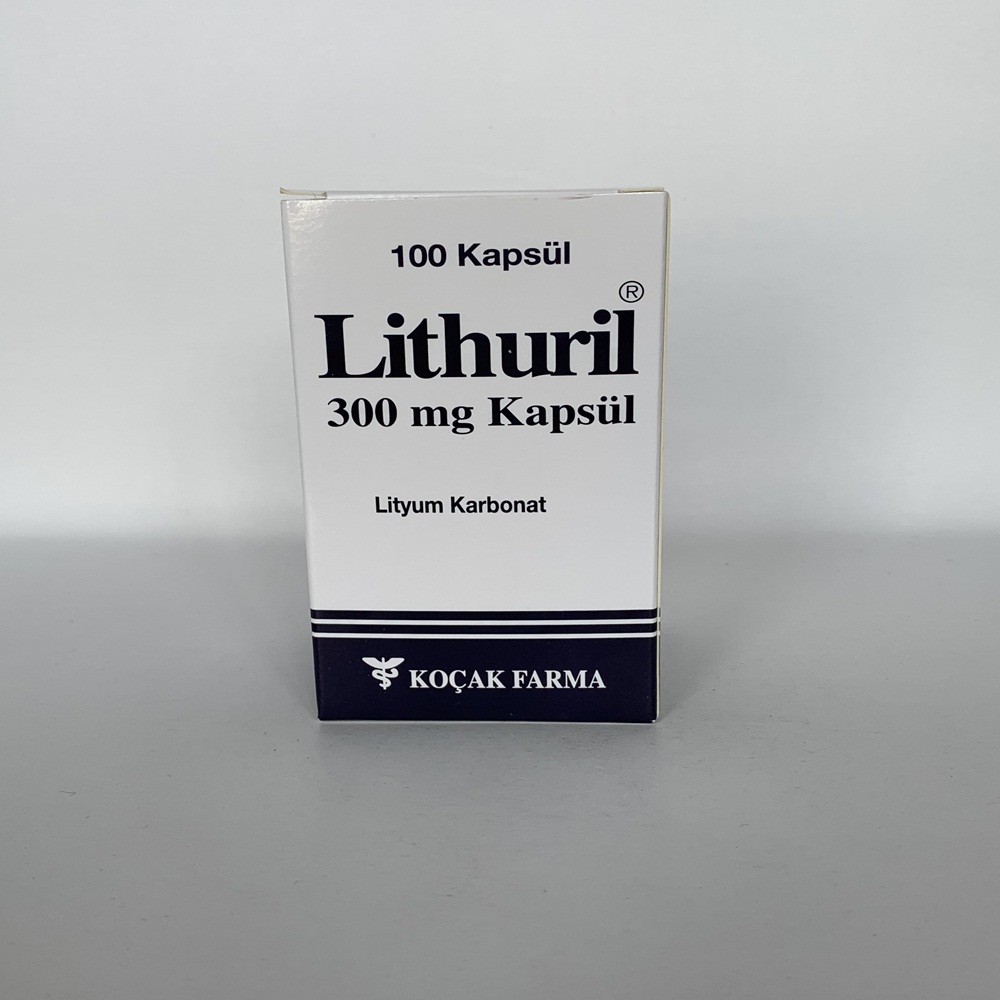 100 Kapsül
Lithuril®
300 mg Kapsül
Lityum Karbonat
KOÇAK FARMA